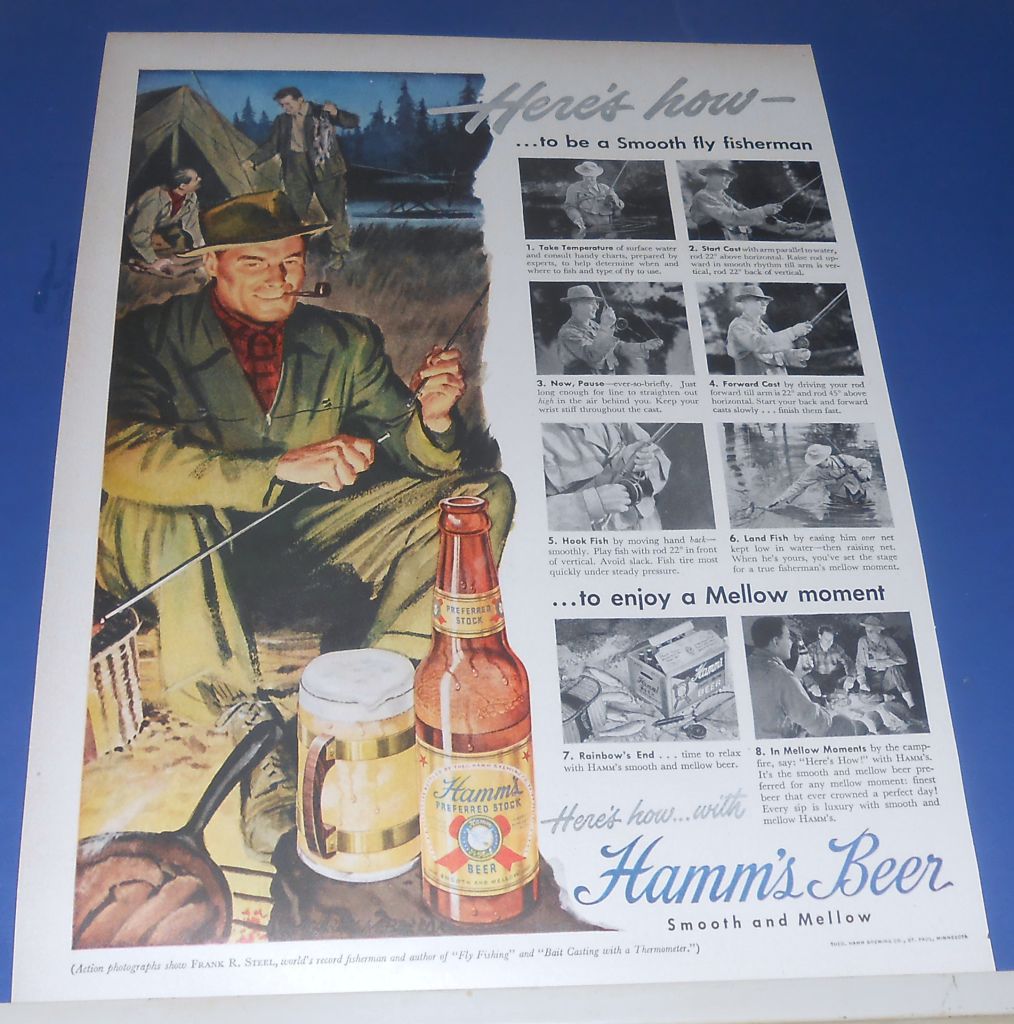 Here's how—
...to be a Smooth fly fisherman
1. Take Temperature of surface water
and consult handy charts, prepared by
experts, to help determine when and
where to fish and type of fly to use.
2. Start Cast with arm parallel to water,
rod 22° above horizontal. Raise rod up-
ward in smooth rhythm till arm is ver-
tical, rod 22° back of vertical.
3. Now, Pause—ever-so-briefly. Just
long enough for line to straighten out
high in the air behind you. Keep your
wrist stiff throughout the cast.
4. Forward Cast by driving your rod
forward till arm is 22° and rod 45° above
horizontal. Start your back and forward
casts slowly . . . finish them fast.
5. Hook Fish by moving hand back—
smoothly. Play fish with rod 22° in front
of vertical. Avoid slack. Fish tire most
quickly under steady pressure.
6. Land Fish by easing him over net
kept low in water—then raising net.
When he's yours, you've set the stage
for a true fisherman's mellow moment.
...to enjoy a Mellow moment
Hamm's
BEER
7. Rainbow's End . . . time to relax
with HAMM'S smooth and mellow beer.
8. In Mellow Moments by the camp-
fire, say: "Here's How!" with HAMM'S.
It's the smooth and mellow beer pre-
ferred for any mellow moment: finest
beer that ever crowned a perfect day!
Every sip is luxury with smooth and
mellow HAMM'S.
PREFERRED
STOCK
Hamm's
PREFERRED STOCK
BEER
SMOOTH AND MELLOW
Here's how...with
Hamm's Beer
Smooth and Mellow
THEO. HAMM BREWING CO., ST. PAUL, MINNESOTA
(Action photographs show FRANK R. STEEL, world's record fisherman and author of "Fly Fishing" and "Bait Casting with a Thermometer.")